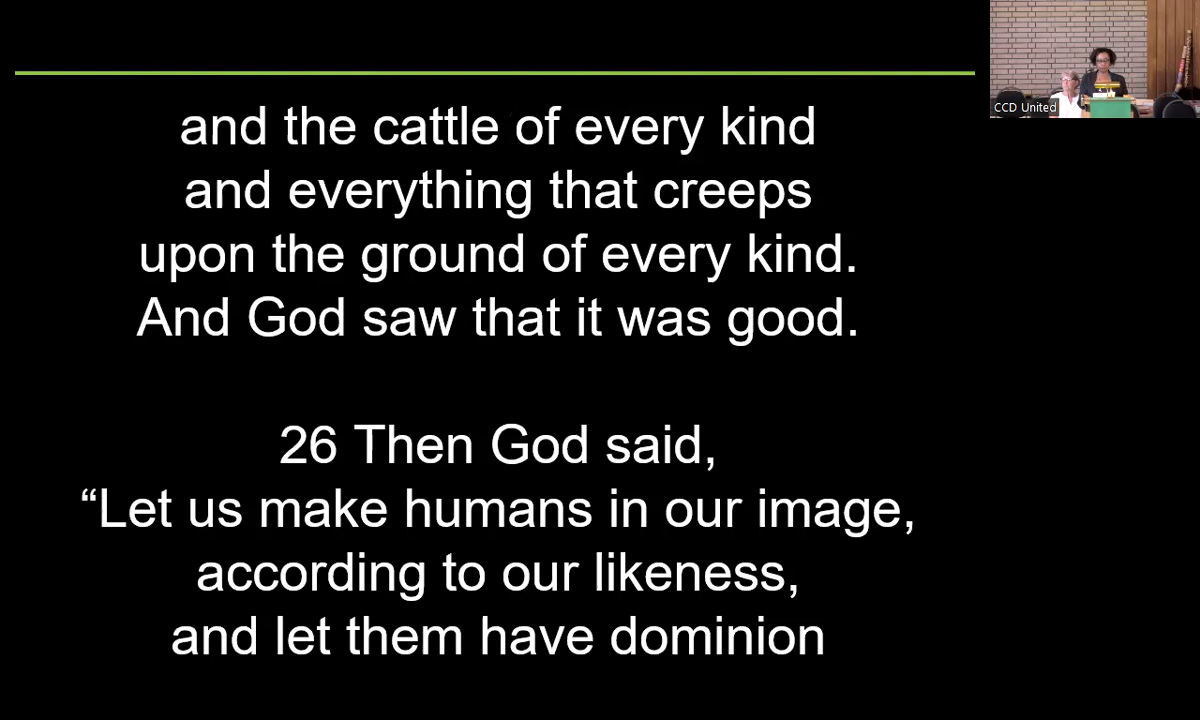 and the cattle of every kind
and everything that creeps
upon the ground of every kind.
And God saw that it was good.
26 Then God said,
“Let us make humans in our image,
according to our likeness,
and let them have dominion
CCD United